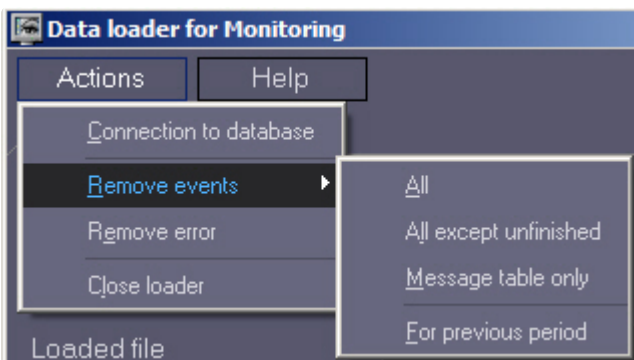 Data loader for Monitoring
Actions Help
Connection to database
Remove events
Remove error
Close loader
All
All except unfinished
Message table only
For previous period
Loaded file